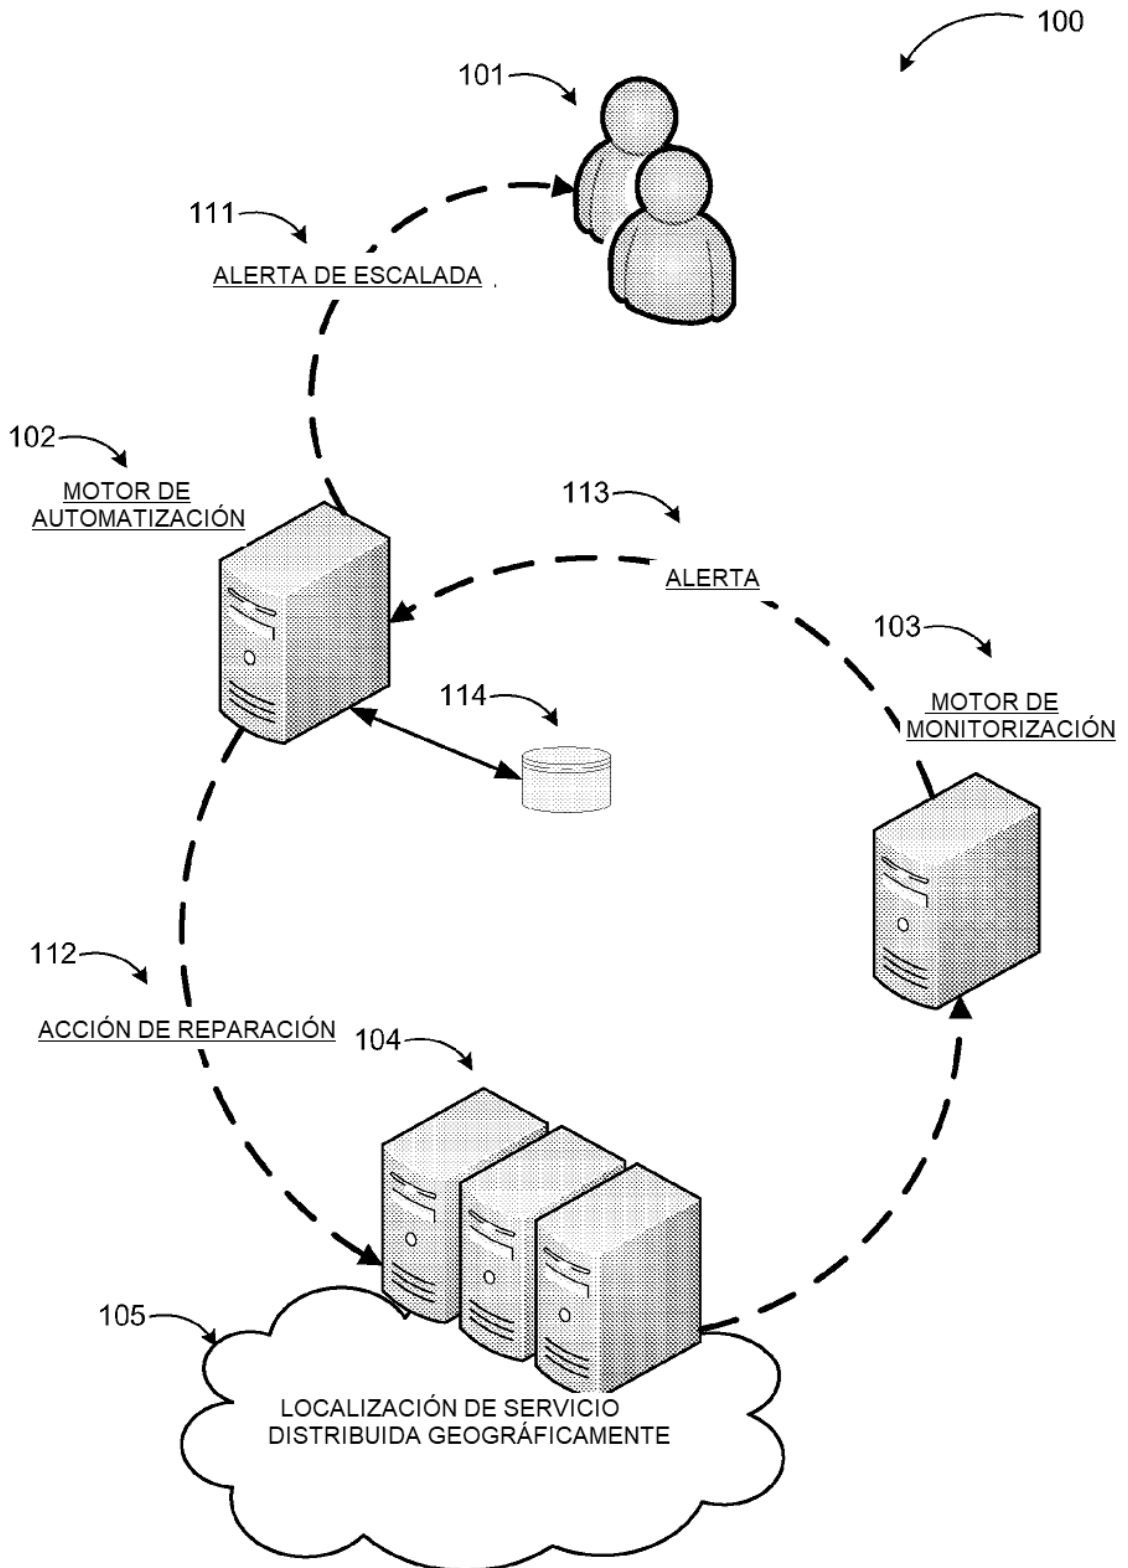 100
101
111
ALERTA DE ESCALADA
102
MOTOR DE
AUTOMATIZACIÓN
113
ALERTA
103
MOTOR DE
MONITORIZACIÓN
114
112
ACCIÓN DE REPARACIÓN
104
105
LOCALIZACIÓN DE SERVICIO
DISTRIBUIDA GEOGRÁFICAMENTE